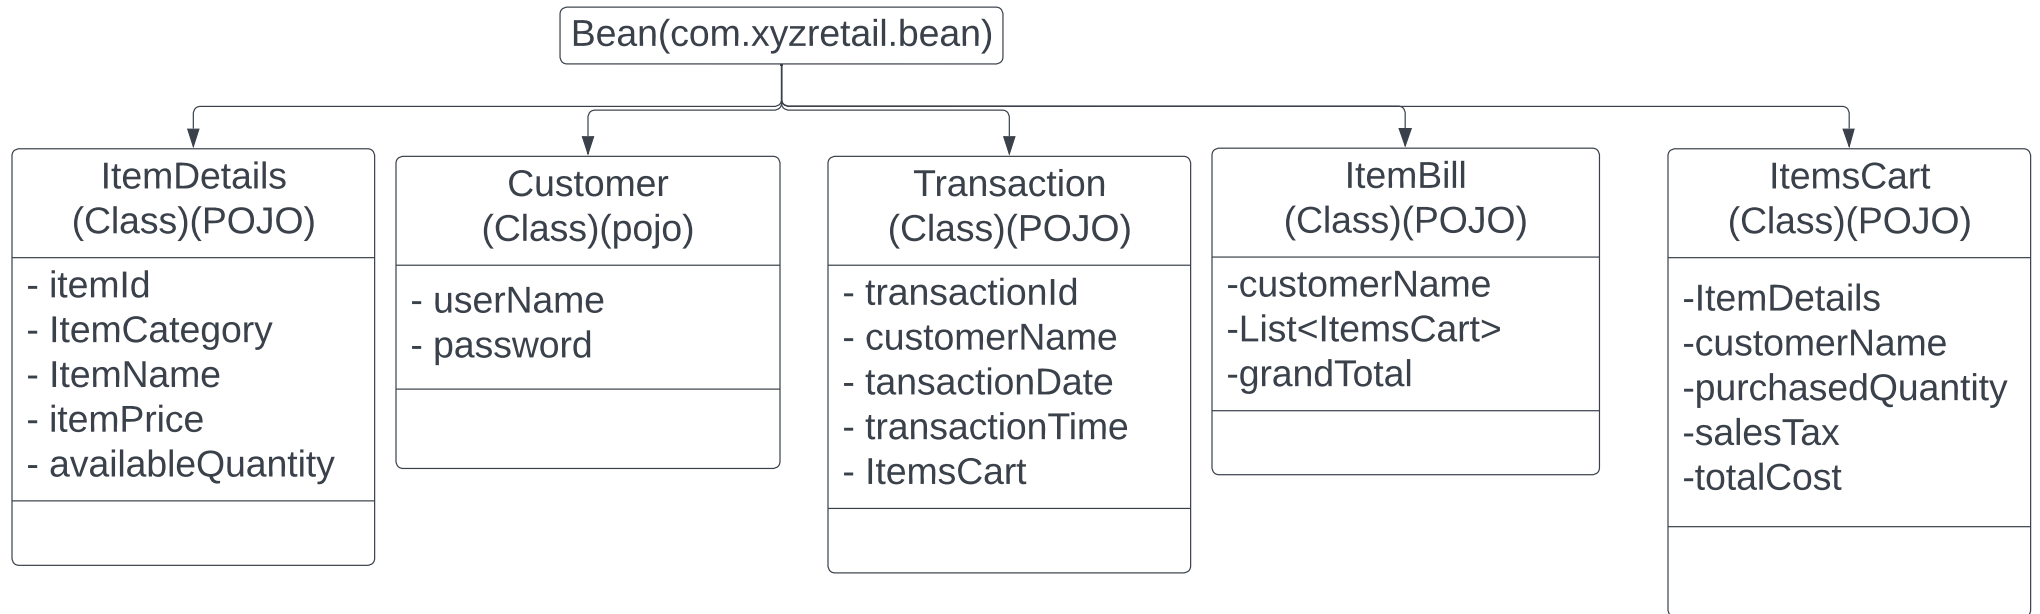 Bean(com.xyzretail.bean)
ItemDetails
(Class)(POJO)
- itemId
- ItemCategory
- ItemName
- itemPrice
- availableQuantity
Customer
(Class)(pojo)
- userName
- password
Transaction
(Class)(POJO)
- transactionId
- customerName
- tansactionDate
- transactionTime
- ItemsCart
ItemBill
(Class)(POJO)
-customerName
-List<ItemsCart>
-grandTotal
ItemsCart
(Class)(POJO)
-ItemDetails
-customerName
-purchasedQuantity
-salesTax
-totalCost